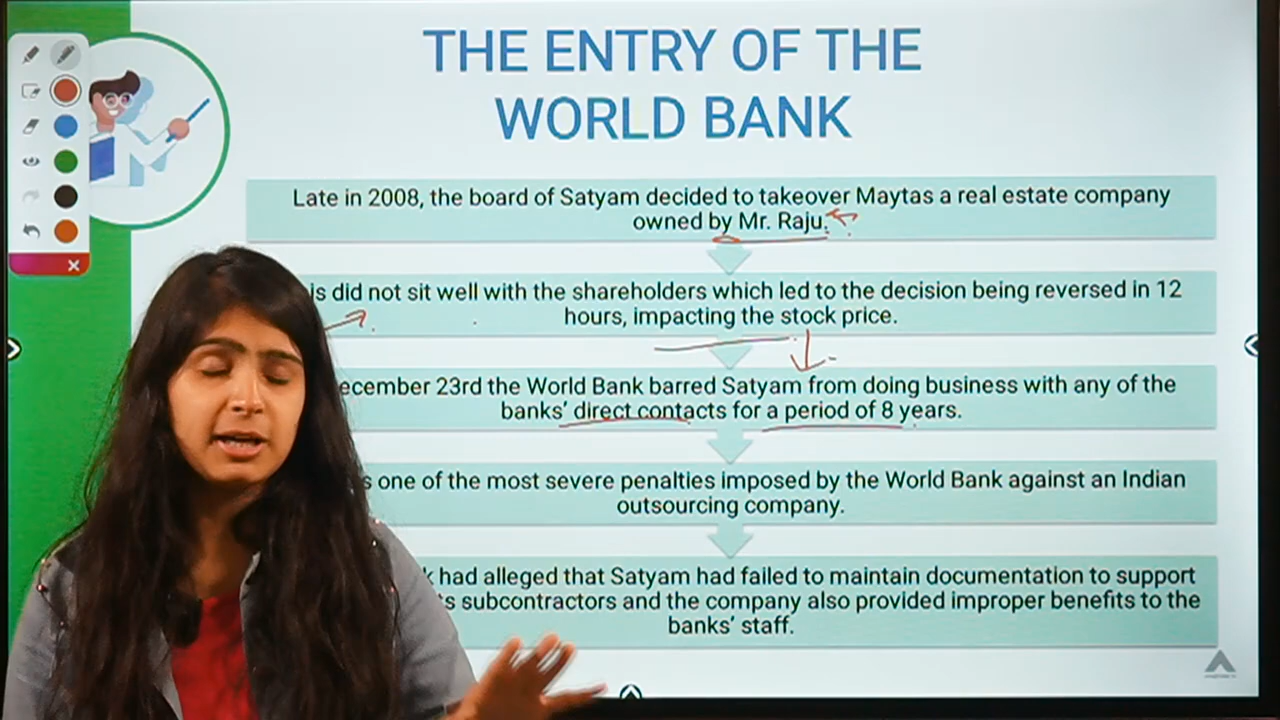 THE ENTRY OF THE
WORLD BANK
Late in 2008, the board of Satyam decided to takeover Maytas a real estate company
owned by Mr. Raju.
is did not sit well with the shareholders which led to the decision being reversed in 12
hours, impacting the stock price.
ecember 23rd the World Bank barred Satyam from doing business with any of the
banks' direct contacts for a period of 8 years.
s one of the most severe penalties imposed by the World Bank against an Indian
outsourcing company.
k had alleged that Satyam had failed to maintain documentation to support
s subcontractors and the company also provided improper benefits to the
banks' staff.